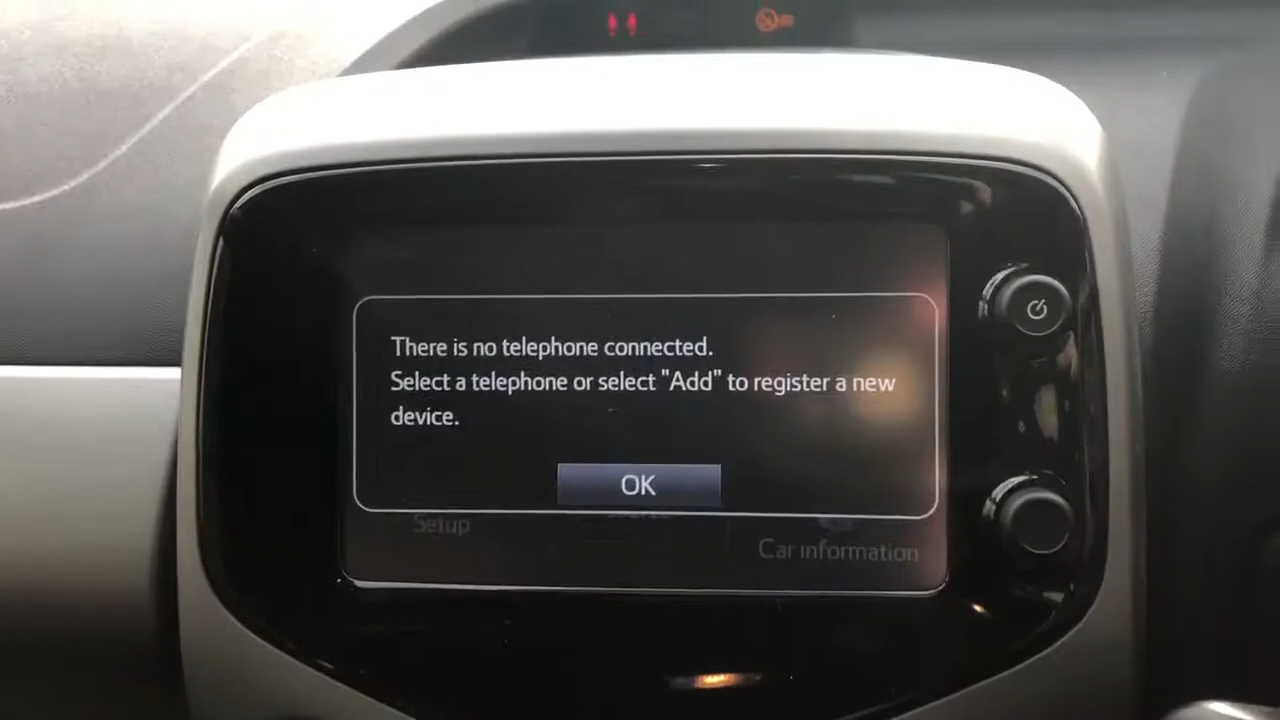 There is no telephone connected.
Select a telephone or select "Add" to register a new
device.
OK
Setup
Car information